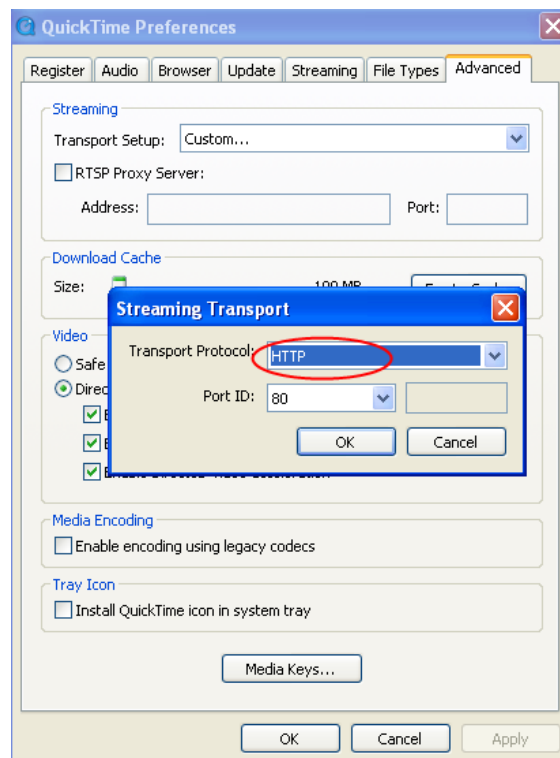 QuickTime Preferences
Register Audio Browser Update Streaming File Types Advanced
Streaming
Transport Setup: Custom...
RTSP Proxy Server:
Address: Port:
Download Cache
Size: 100 MB
Streaming Transport
Video
Transport Protocol: HTTP
Safe
Port ID: 80
OK Cancel
Media Encoding
Enable encoding using legacy codecs
Tray Icon
Install QuickTime icon in system tray
Media Keys...
OK Cancel Apply